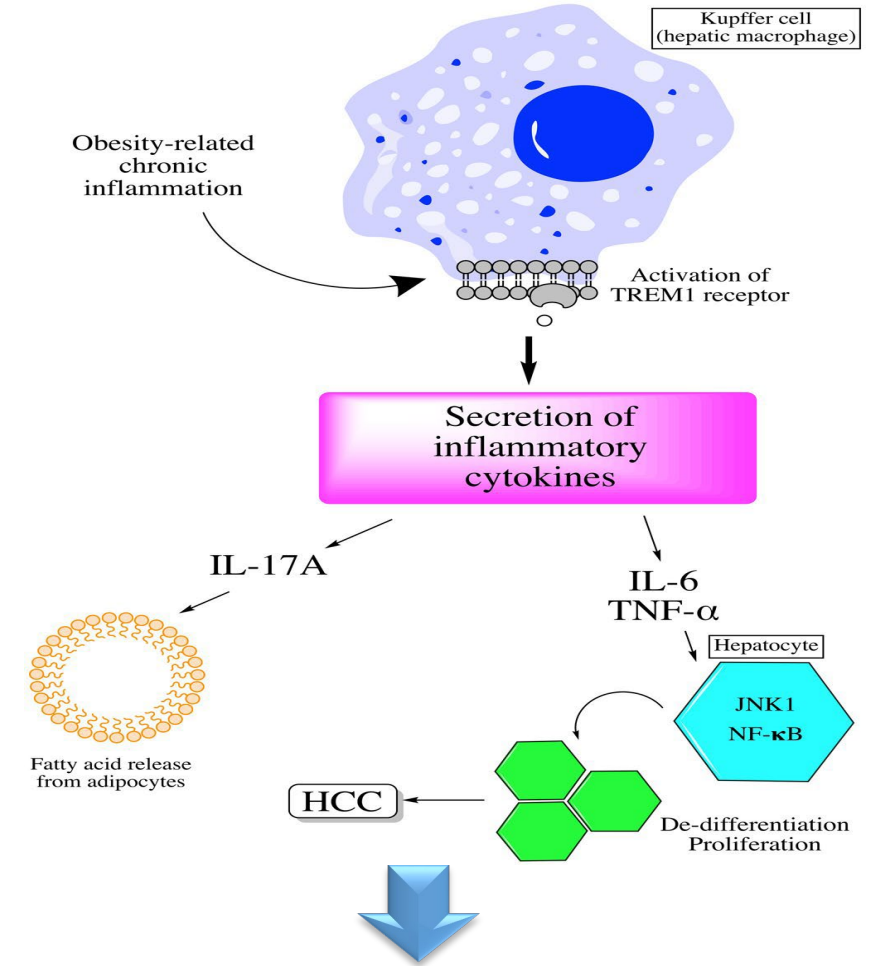 Kupffer cell
(hepatic macrophage)
Obesity-related
chronic
inflammation
Activation of
TREM1 receptor
Secretion of
inflammatory
cytokines
IL-17A
IL-6
TNF-α
Hepatocyte
JNK1
NF-κB
Fatty acid release
from adipocytes
HCC
De-differentiation
Proliferation